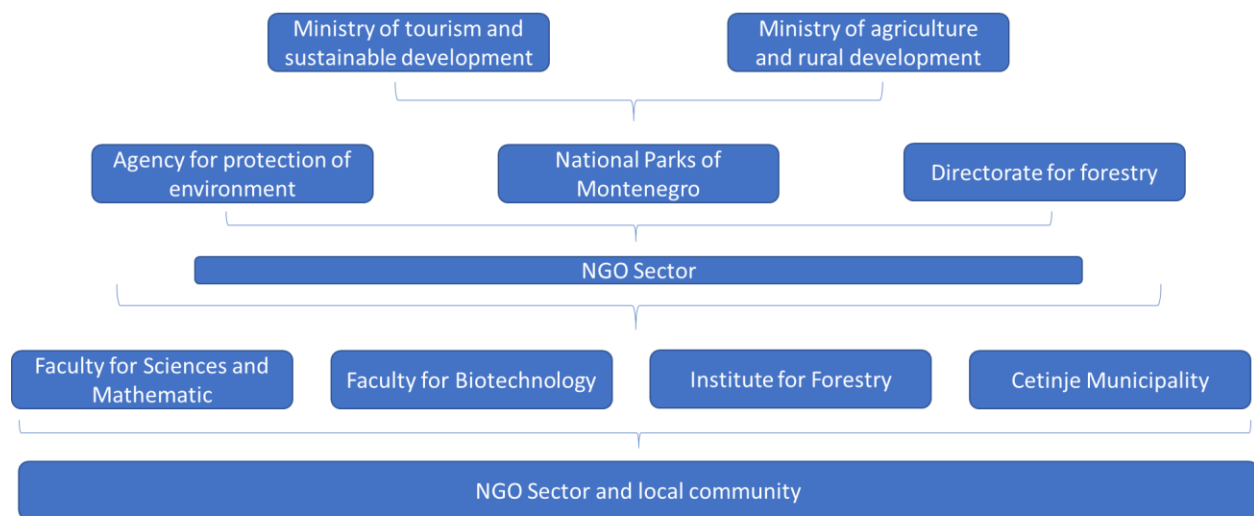 Ministry of tourism and
sustainable development
Ministry of agriculture
and rural development
Agency for protection of
environment
National Parks of
Montenegro
Directorate for forestry
NGO Sector
Faculty for Sciences and
Mathematic
Faculty for Biotechnology
Institute for Forestry
Cetinje Municipality
NGO Sector and local community